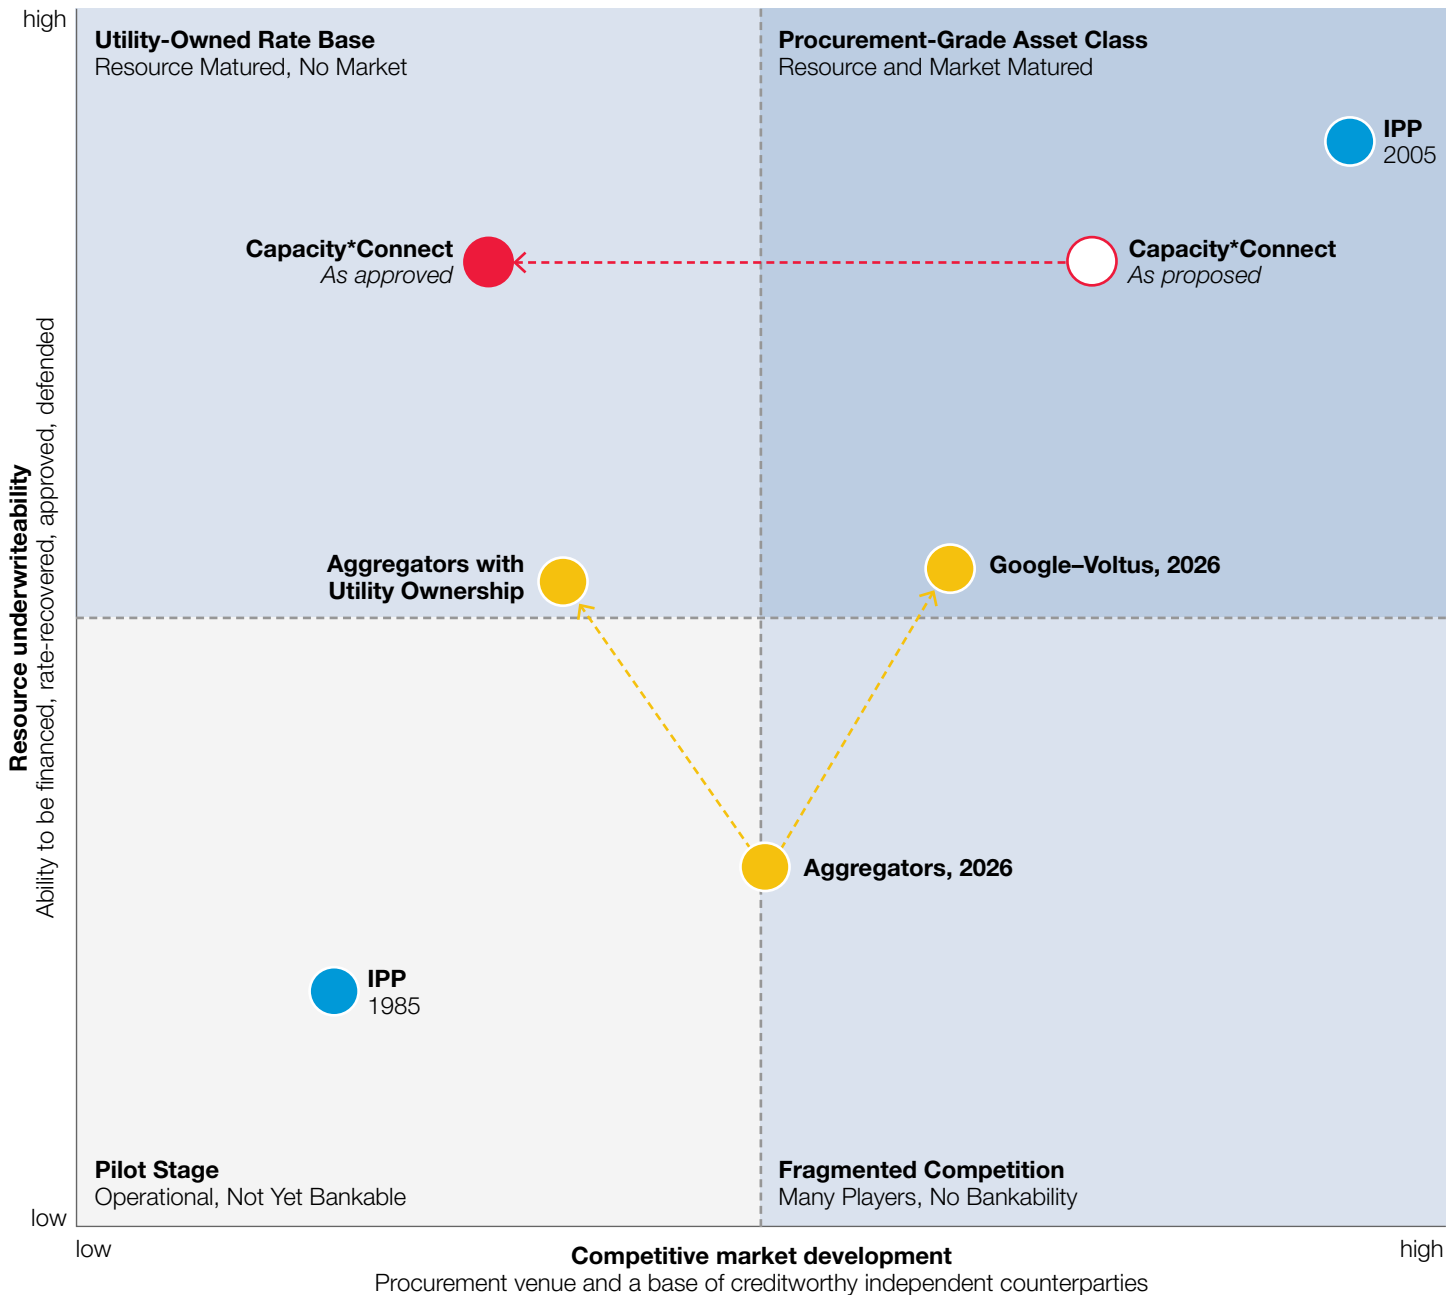 high
Utility-Owned Rate Base
Resource Matured, No Market
Procurement-Grade Asset Class
Resource and Market Matured
IPP
2005
Capacity*Connect
As approved
Capacity*Connect
As proposed
Resource underwriteability
Ability to be financed, rate-recovered, approved, defended
Aggregators with
Utility Ownership
Google–Voltus, 2026
Aggregators, 2026
IPP
1985
Pilot Stage
Operational, Not Yet Bankable
Fragmented Competition
Many Players, No Bankability
low
low
high
Competitive market development
Procurement venue and a base of creditworthy independent counterparties